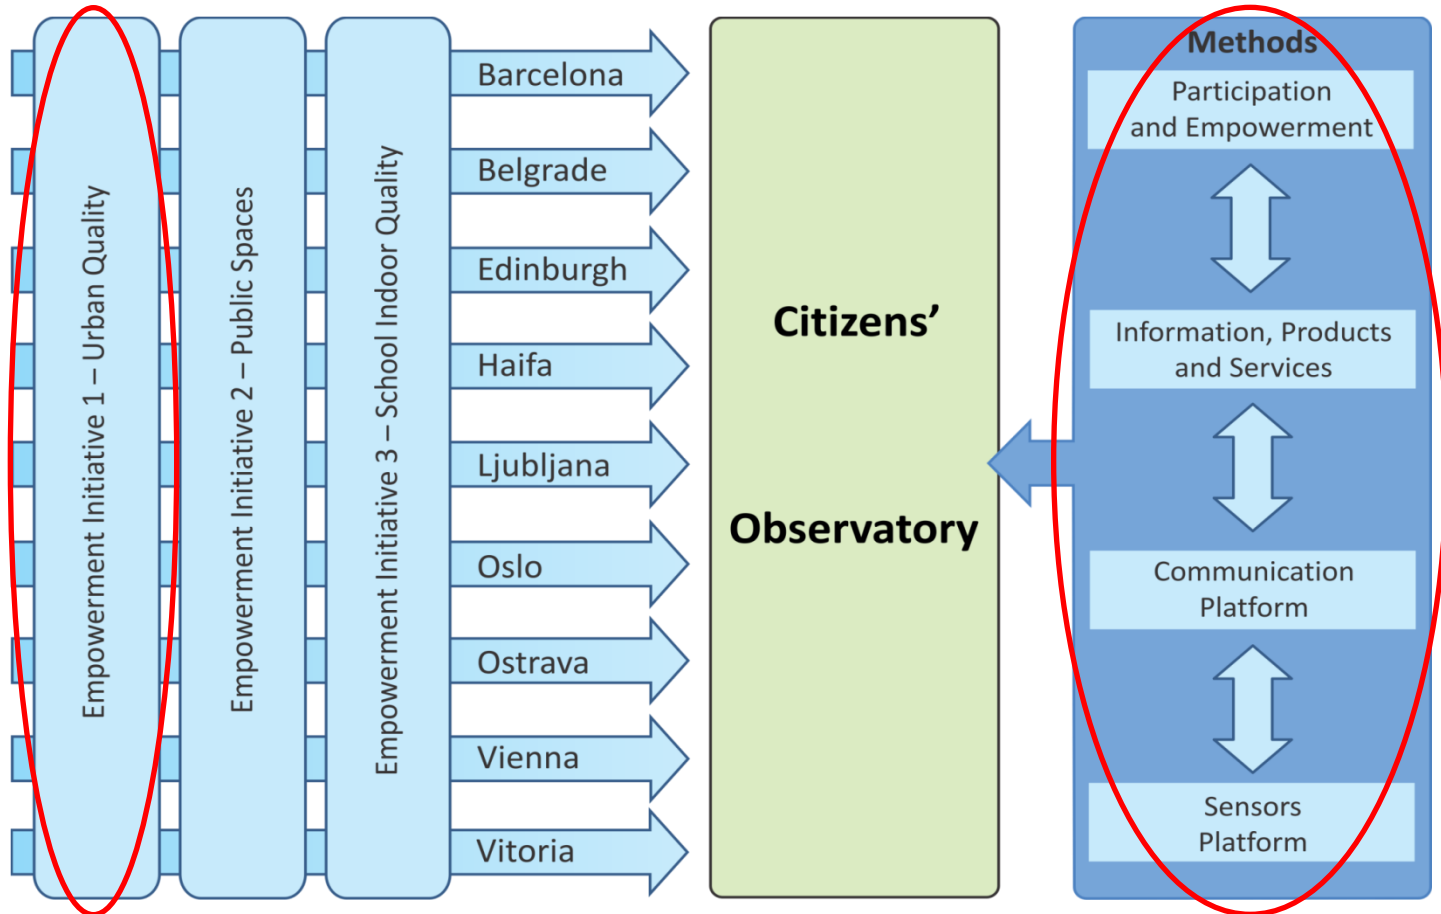 Empowerment Initiative 1 – Urban Quality
Empowerment Initiative 2 – Public Spaces
Empowerment Initiative 3 – School Indoor Quality
Barcelona
Belgrade
Edinburgh
Haifa
Ljubljana
Oslo
Ostrava
Vienna
Vitoria
Citizens’
Observatory
Methods
Participation
and Empowerment
Information, Products
and Services
Communication
Platform
Sensors
Platform